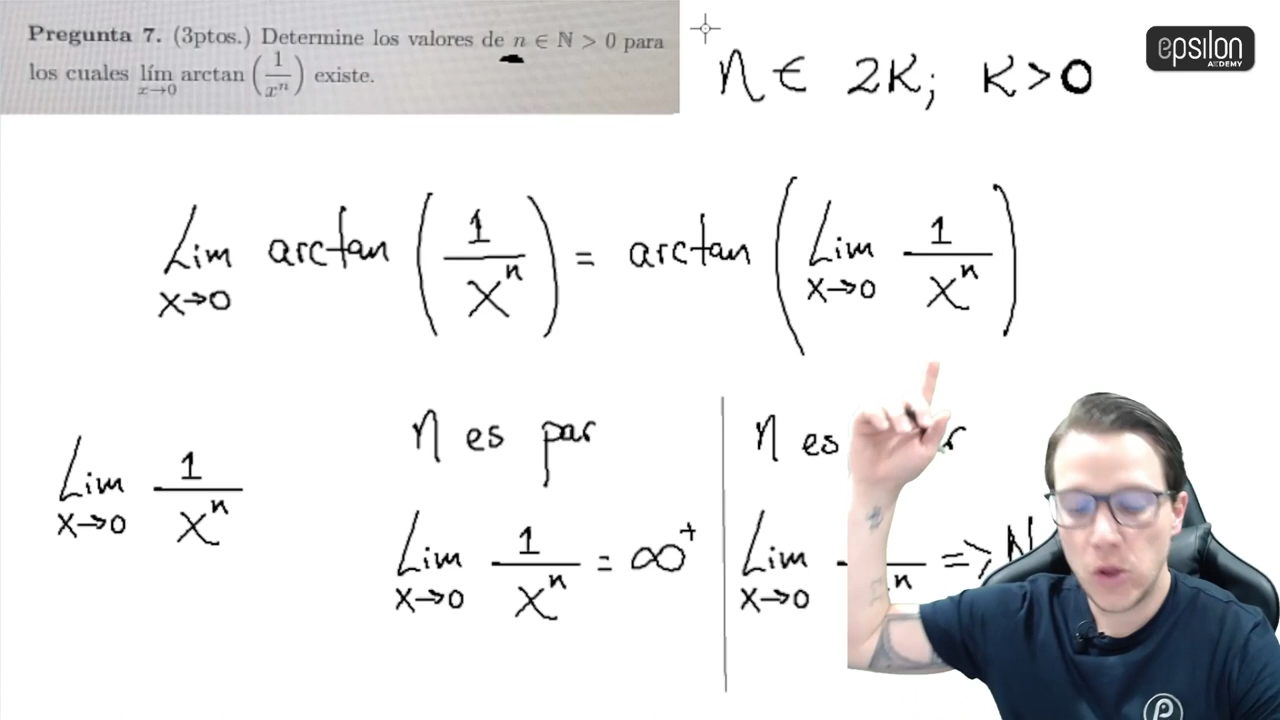 Pregunta 7. (3ptos.) Determine los valores de n ∈ ℕ > 0 para
los cuales lím x→0 arctan (1/xⁿ) existe.
n ∈ 2K; K>0
epsilon
ACADEMY
Lim x→0 arctan (1/xⁿ) = arctan (Lim x→0 1/xⁿ)
Lim x→0 1/xⁿ
n es par
Lim x→0 1/xⁿ = ∞⁺
n es
Lim x→0 n => N